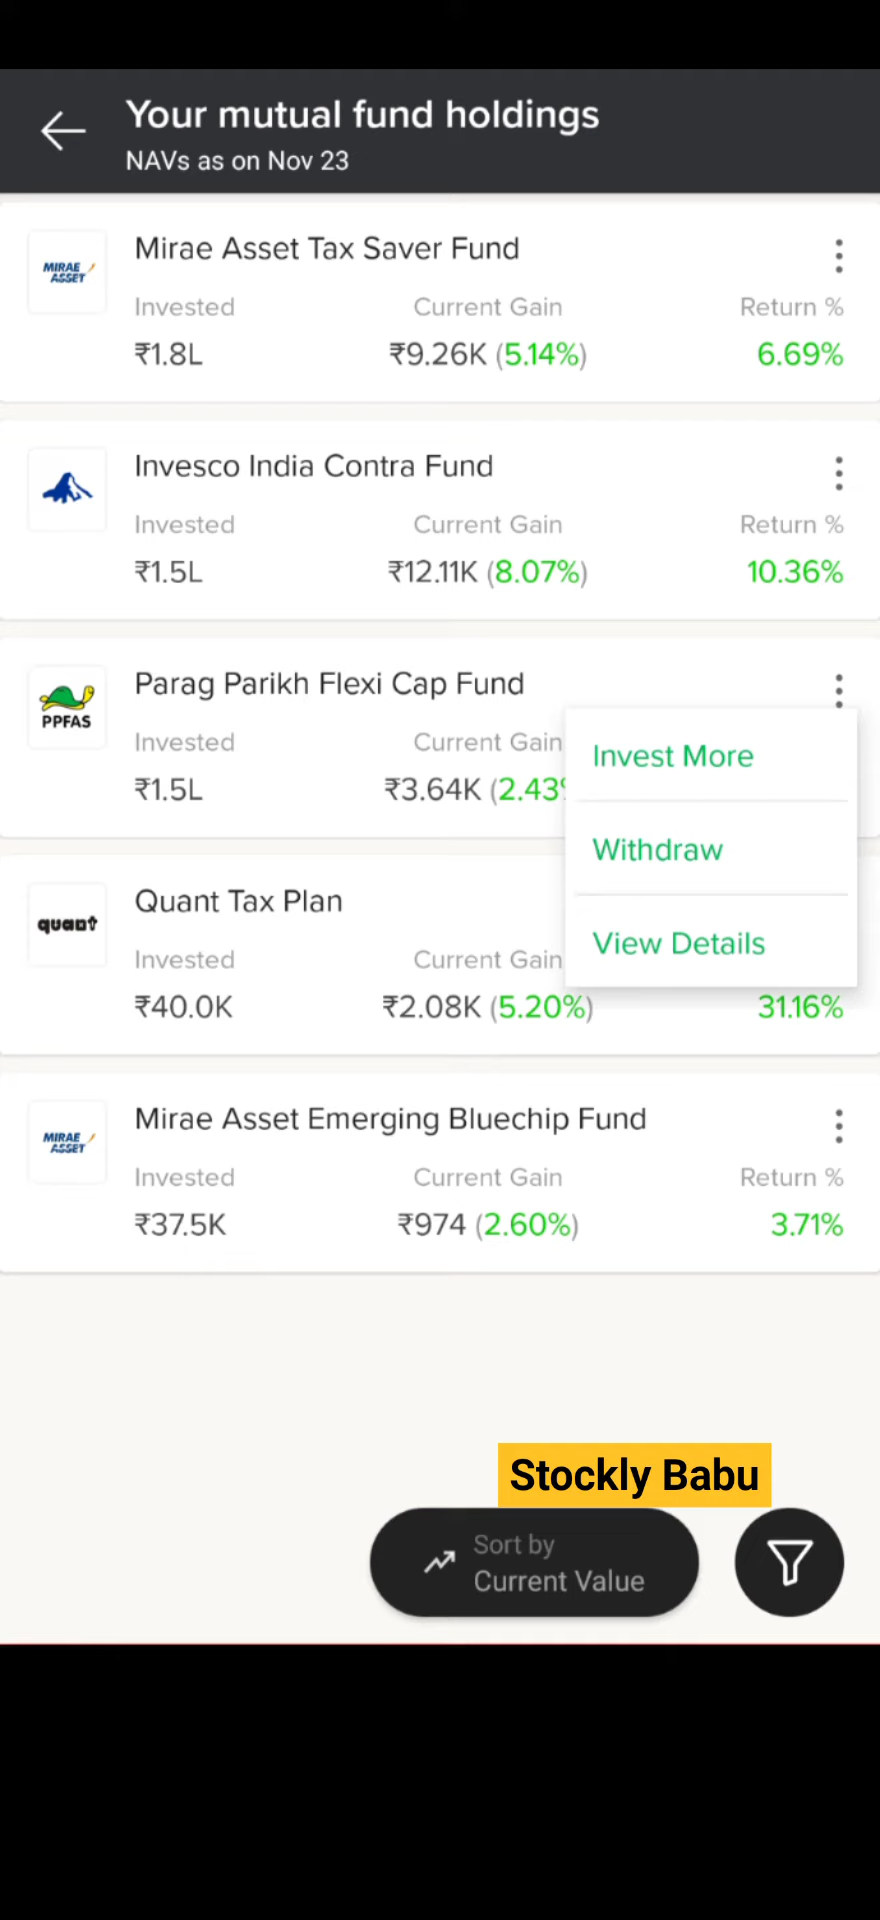 Your mutual fund holdings
NAVs as on Nov 23
MIRAE
ASSET
Mirae Asset Tax Saver Fund
Invested Current Gain Return %
₹1.8L ₹9.26K (5.14%) 6.69%
Invesco India Contra Fund
Invested Current Gain Return %
₹1.5L ₹12.11K (8.07%) 10.36%
PPFAS
Parag Parikh Flexi Cap Fund
Invested Current Gain
₹1.5L ₹3.64K (2.43%
Invest More
Withdraw
View Details
quant
Quant Tax Plan
Invested Current Gain
₹40.0K ₹2.08K (5.20%) 31.16%
MIRAE
ASSET
Mirae Asset Emerging Bluechip Fund
Invested Current Gain Return %
₹37.5K ₹974 (2.60%) 3.71%
Stockly Babu
Sort by
Current Value